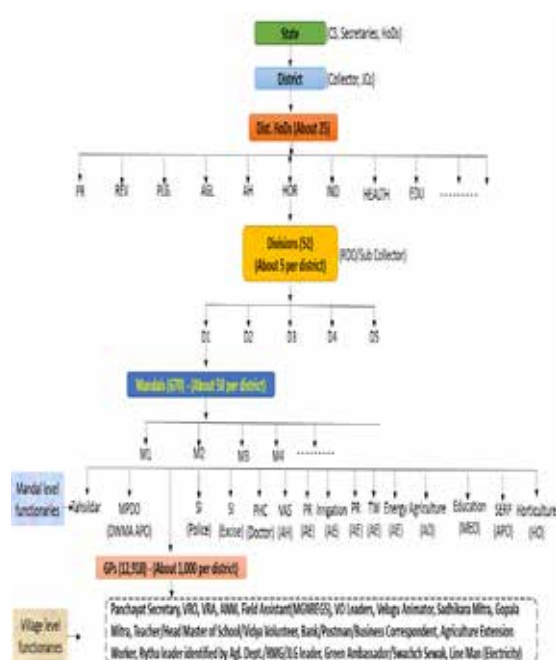 State (CS, Secretaries, HoDs)
District (Collector, JCs)
Dist. HoDs (About 25)
PR REV PLG AGL AH HOR IND HEALTH EDU ..........
Divisions (51)
(About 5 per district) (RDO/Sub Collector)
D1 D2 D3 D4 D5
Mandals (670) - (About 50 per district)
M1 M2 M3 M4 ..........
Mandal level
functionaries
Tahsildar MPDO SI SI PHC VAS PR Irrigation PR TW Energy Agriculture Education SERP Horticulture
(DWMA APO) (Police) (Excise) (Doctor) (AH) (AE) (AE) (AE) (AE) (AE) (AO) (MEO) (APO) (HO)
GPs (12,918) - (About 1,000 per district)
Village level
functionaries
Panchayat Secretary, VRO, VRA, ANM, Field Assistant(MGNREGS), VO Leaders, Velugu Animator, Sadhikara Mitra, Gopala
Mitra, Teacher/Head Master of School/Vidya Volunteer, Bank/Postman/Business Correspondent, Agriculture Extension
Worker, Rythu leader identified by Agl. Dept./RMG/JLG leader, Green Ambassador/Swachch Sewak, Line Man (Electricity)